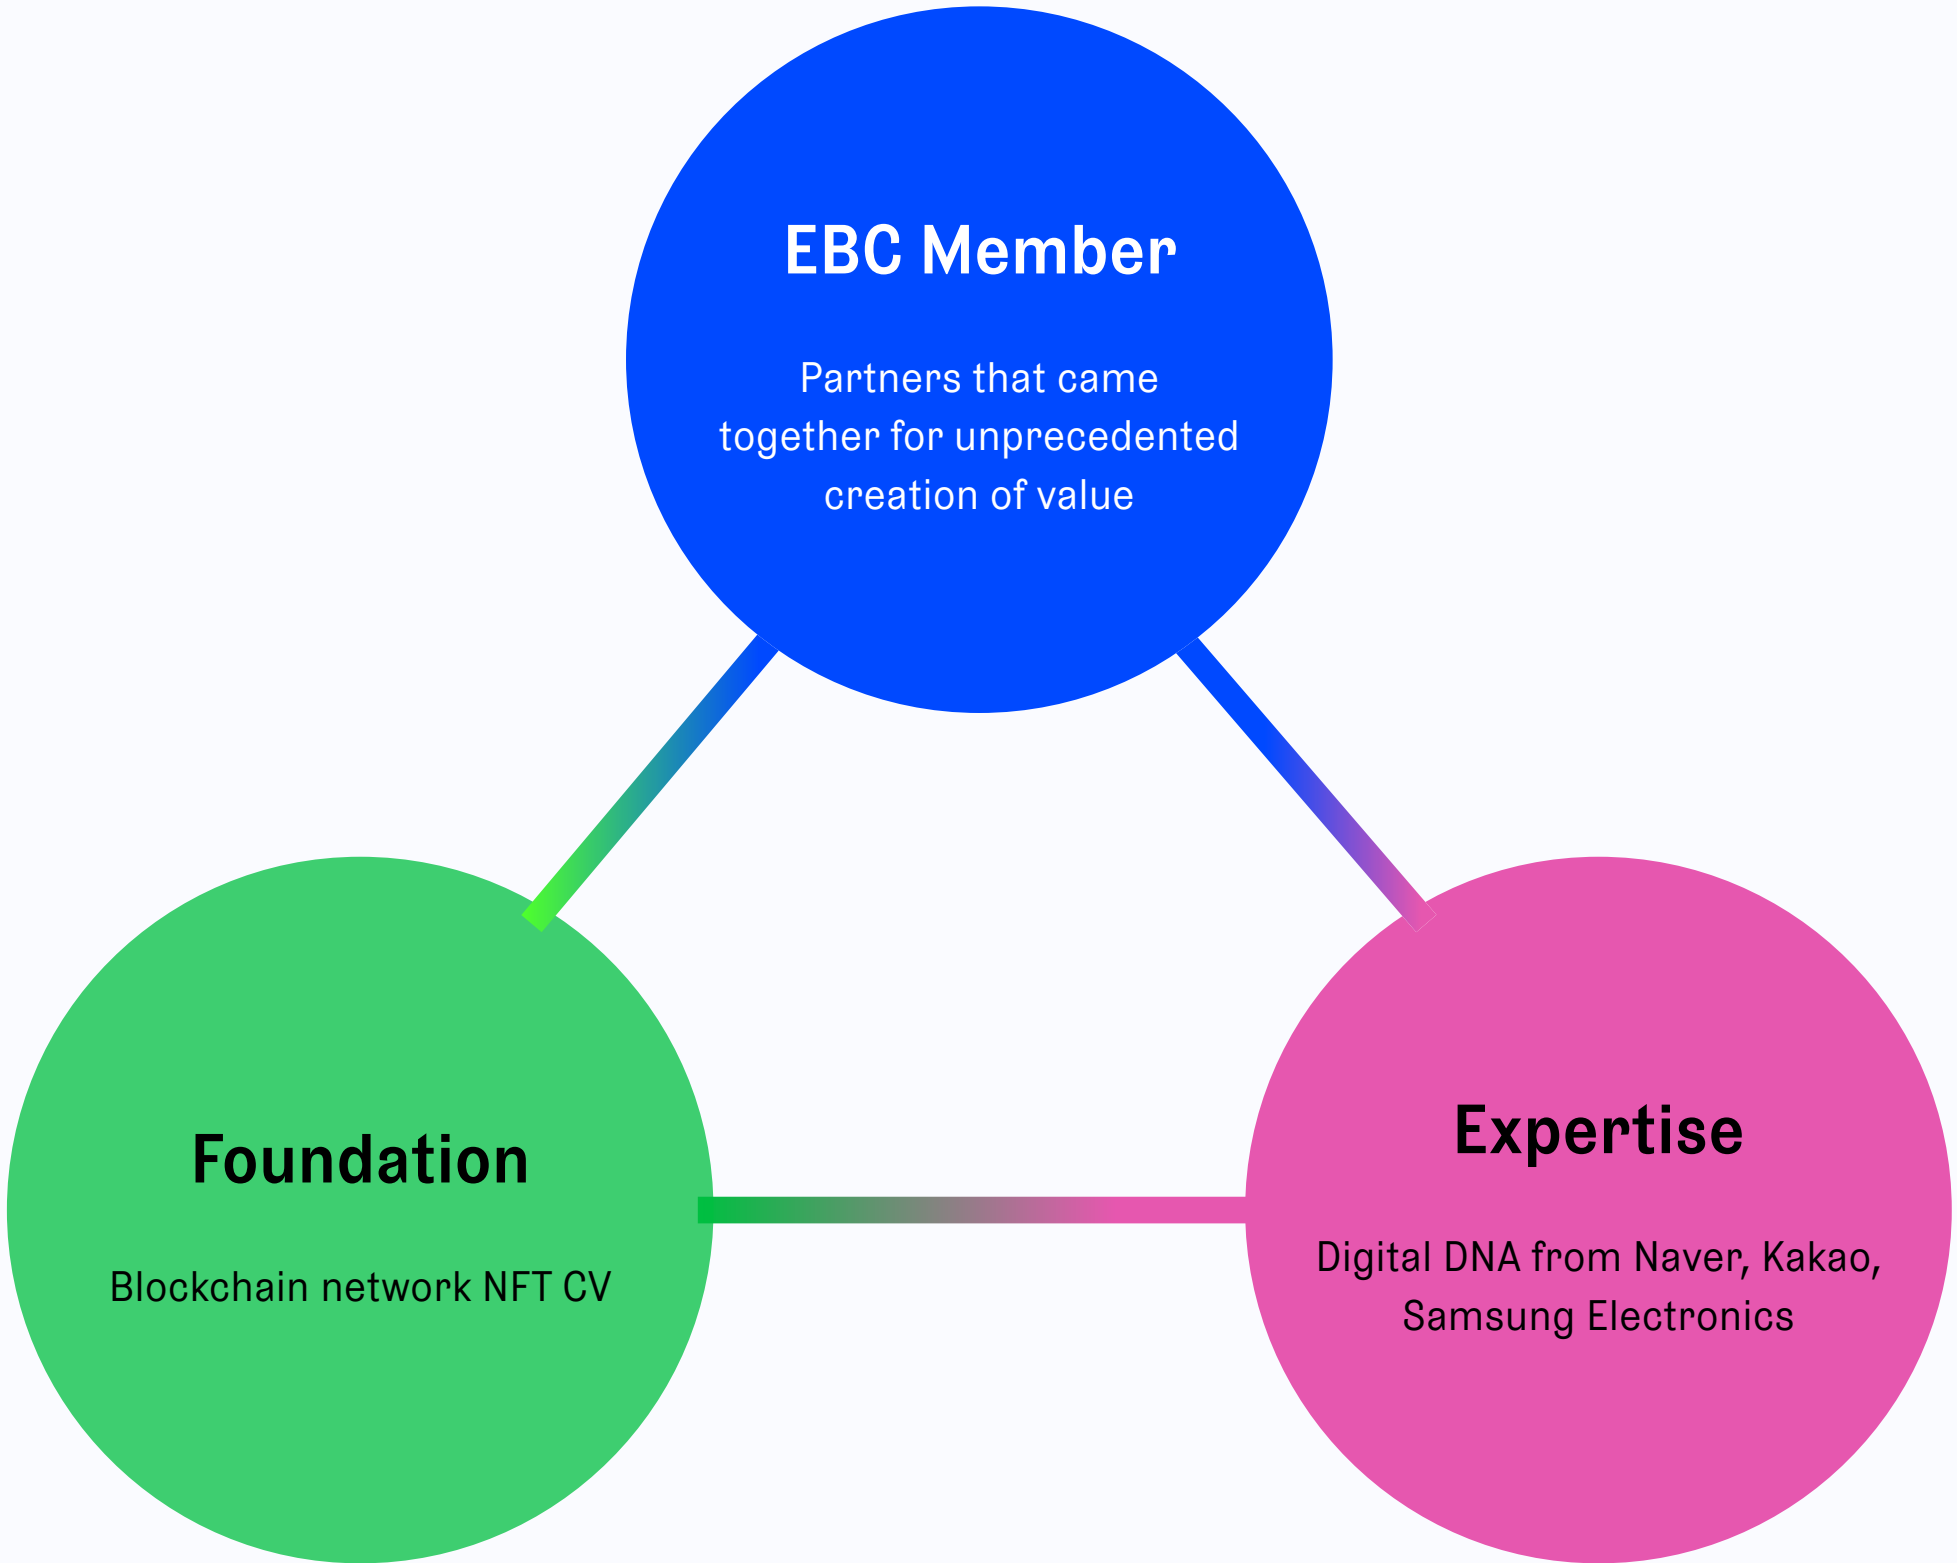 EBC Member
Partners that came
together for unprecedented
creation of value
Foundation
Blockchain network NFT CV
Expertise
Digital DNA from Naver, Kakao,
Samsung Electronics